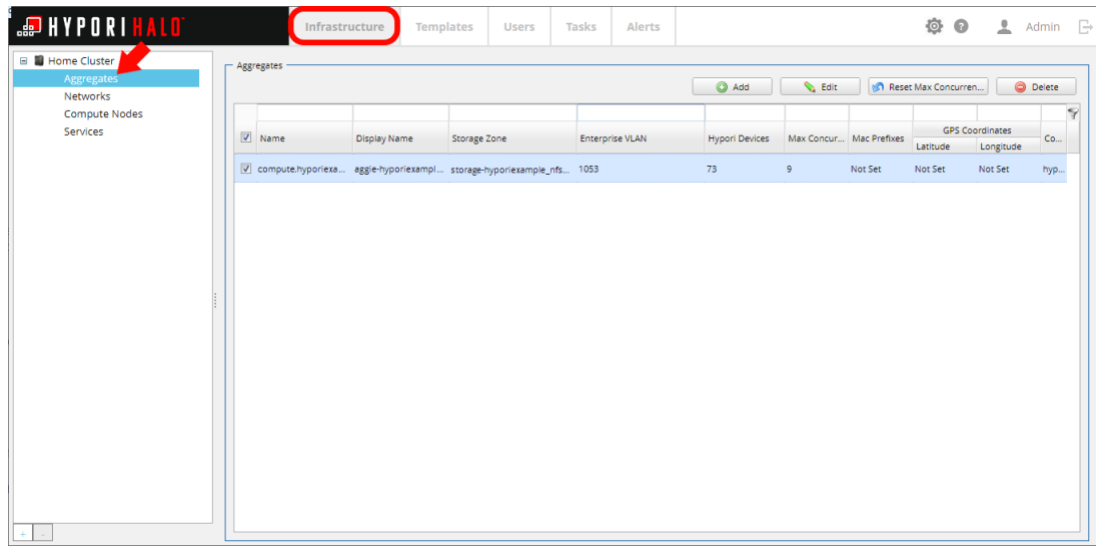 HYPORI HALO
Infrastructure Templates Users Tasks Alerts
Admin
Home Cluster
Aggregates
Networks
Compute Nodes
Services
Aggregates
Add Edit Reset Max Concurren... Delete
Name Display Name Storage Zone Enterprise VLAN Hypori Devices Max Concur... Mac Prefixes GPS Coordinates Co...
Latitude Longitude
compute.hyporiexa... aggie-hyporiexampl... storage-hyporiexample_nfs... 1053 73 9 Not Set Not Set Not Set hyp...